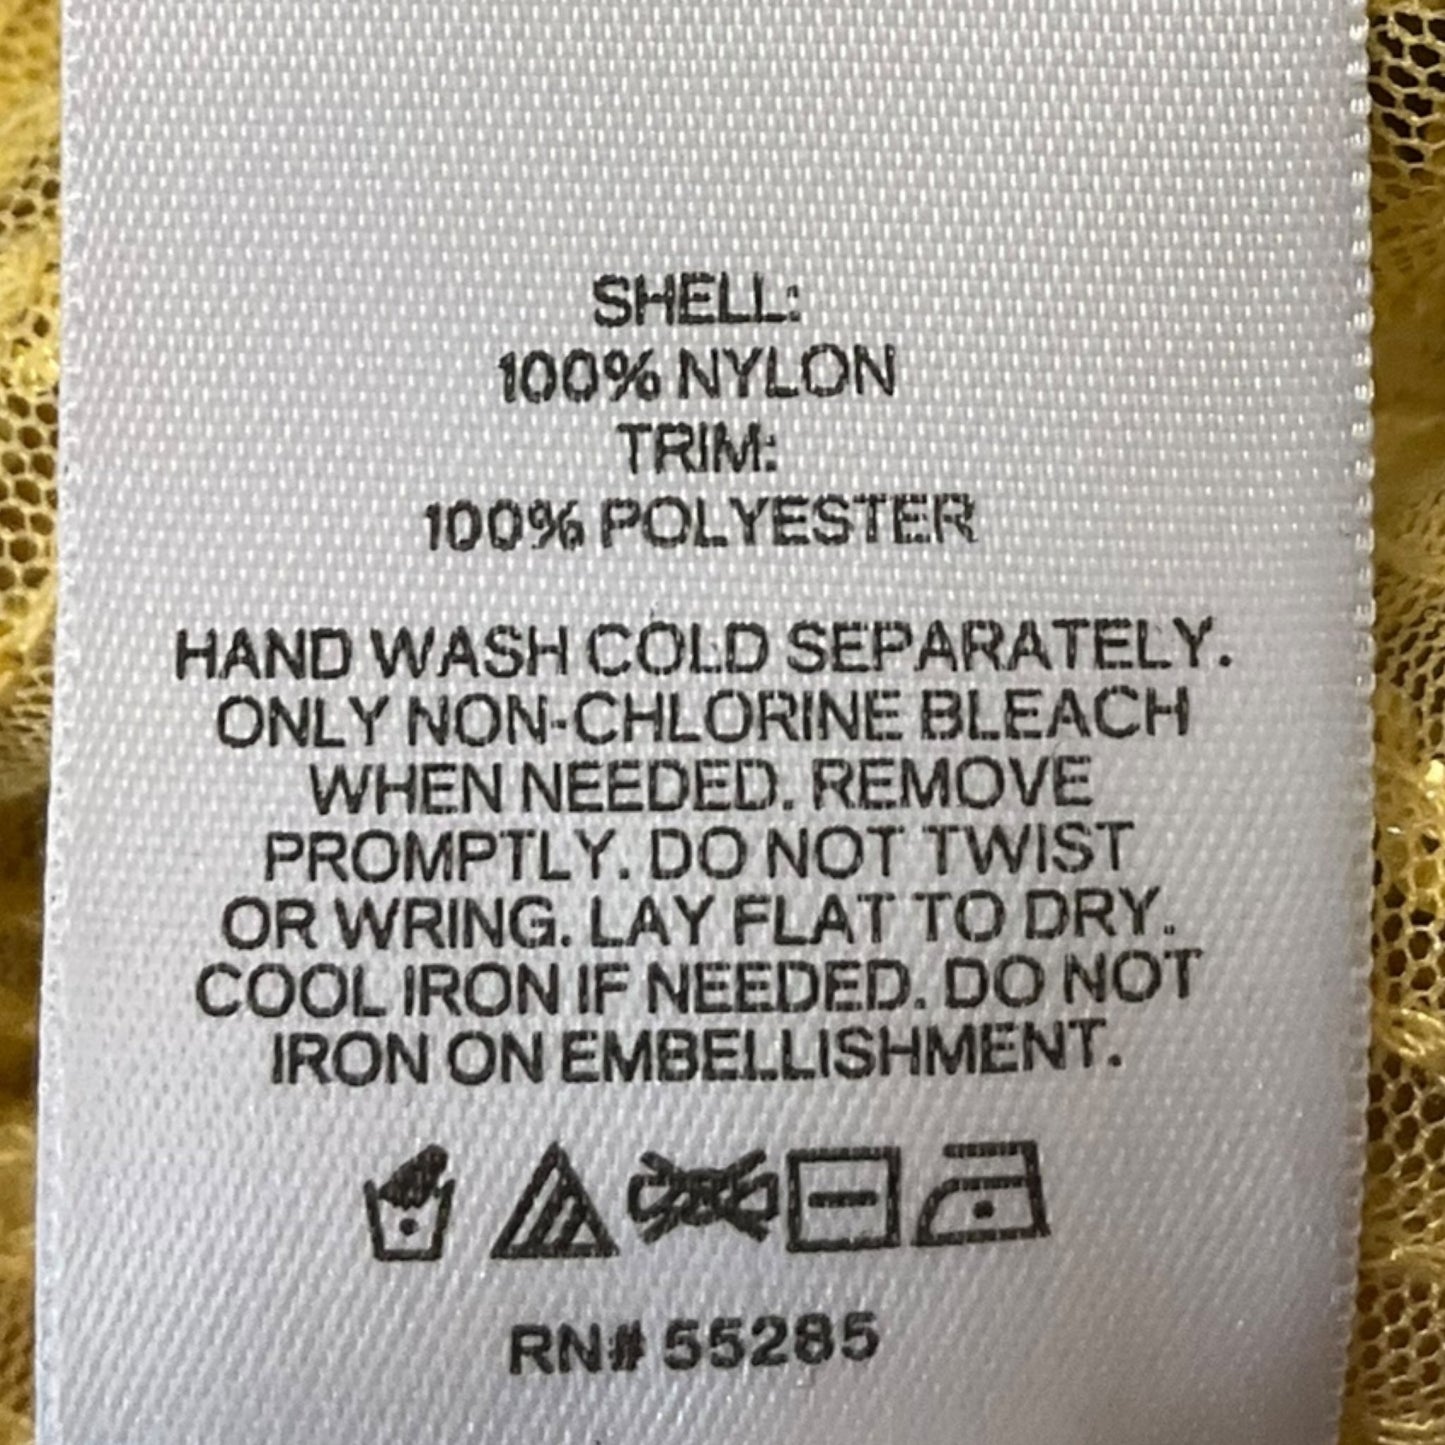 SHELL:
100% NYLON
TRIM:
100% POLYESTER
HAND WASH COLD SEPARATELY.
ONLY NON-CHLORINE BLEACH
WHEN NEEDED. REMOVE
PROMPTLY. DO NOT TWIST
OR WRING. LAY FLAT TO DRY.
COOL IRON IF NEEDED. DO NOT
IRON ON EMBELLISHMENT.
RN# 55285